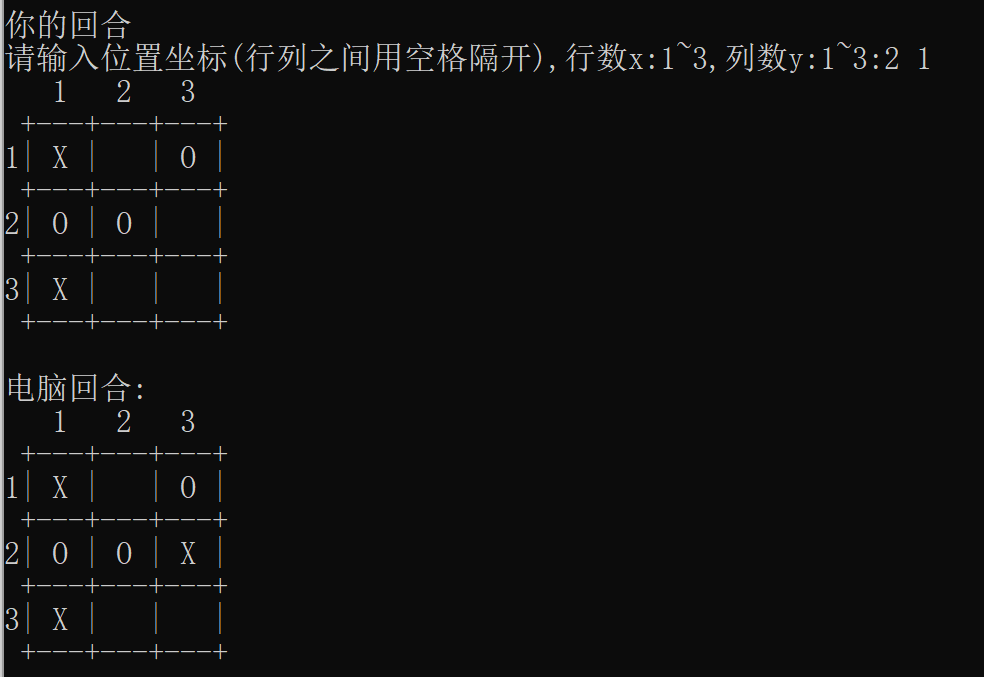 你的回合
请输入位置坐标(行列之间用空格隔开),行数x:1~3,列数y:1~3:2 1
    1   2   3
  +---+---+---+
1| X |   | O |
  +---+---+---+
2| O | O |   |
  +---+---+---+
3| X |   |   |
  +---+---+---+
电脑回合:
    1   2   3
  +---+---+---+
1| X |   | O |
  +---+---+---+
2| O | O | X |
  +---+---+---+
3| X |   |   |
  +---+---+---+